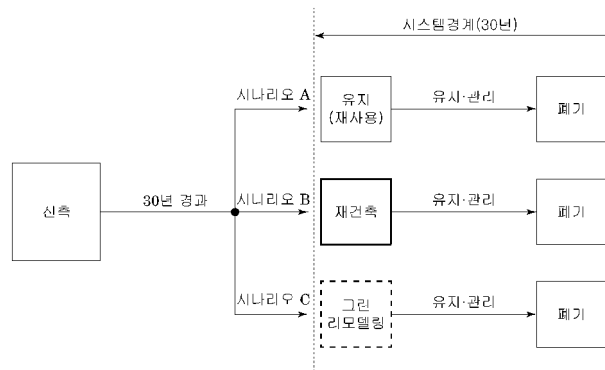 시스템경계(30년)
시나리오 A
유지
(재사용)
유지·관리
폐기
신축
30년 경과
시나리오 B
재건축
유지·관리
폐기
시나리오 C
그린
리모델링
유지·관리
폐기